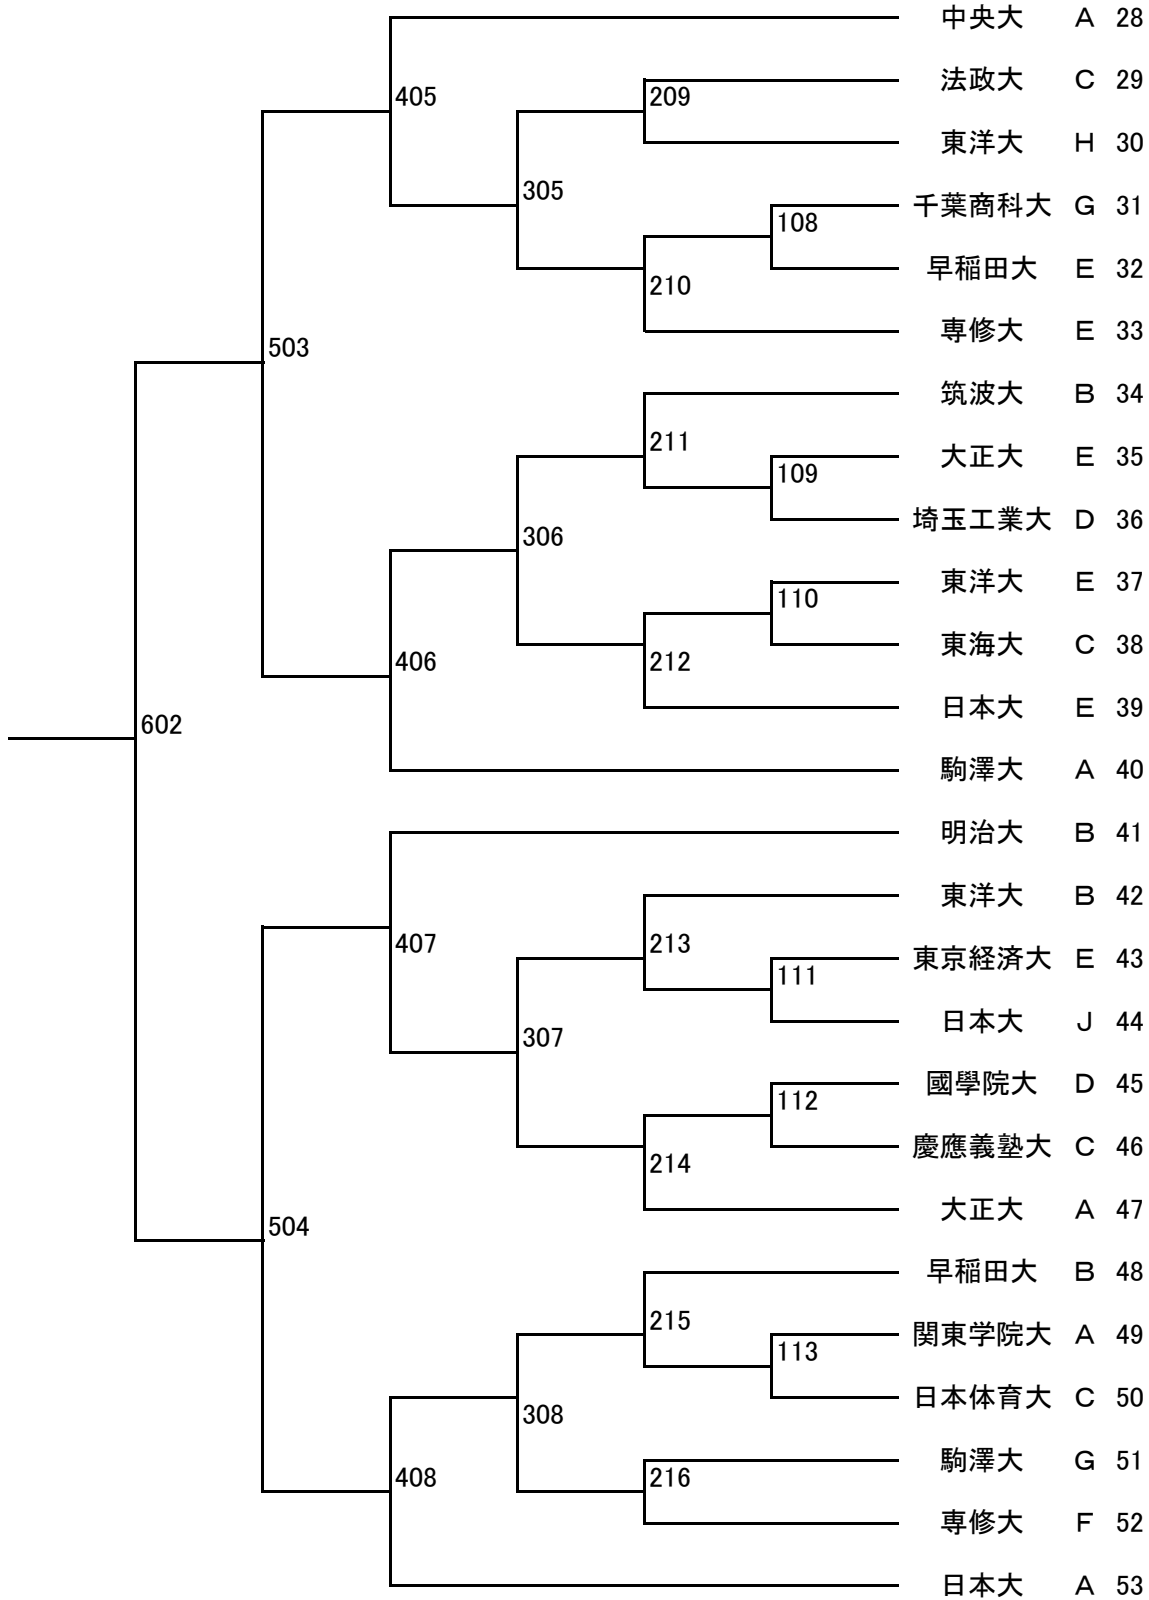 中央大 A 28
405
法政大 C 29
209
東洋大 H 30
305
千葉商科大 G 31
108
早稲田大 E 32
210
専修大 E 33
503
筑波大 B 34
211
大正大 E 35
109
埼玉工業大 D 36
306
東洋大 E 37
110
東海大 C 38
406
212
日本大 E 39
602
駒澤大 A 40
明治大 B 41
東洋大 B 42
407
213
東京経済大 E 43
111
日本大 J 44
307
國學院大 D 45
112
慶應義塾大 C 46
214
大正大 A 47
504
早稲田大 B 48
215
関東学院大 A 49
113
日本体育大 C 50
308
駒澤大 G 51
408
216
専修大 F 52
日本大 A 53